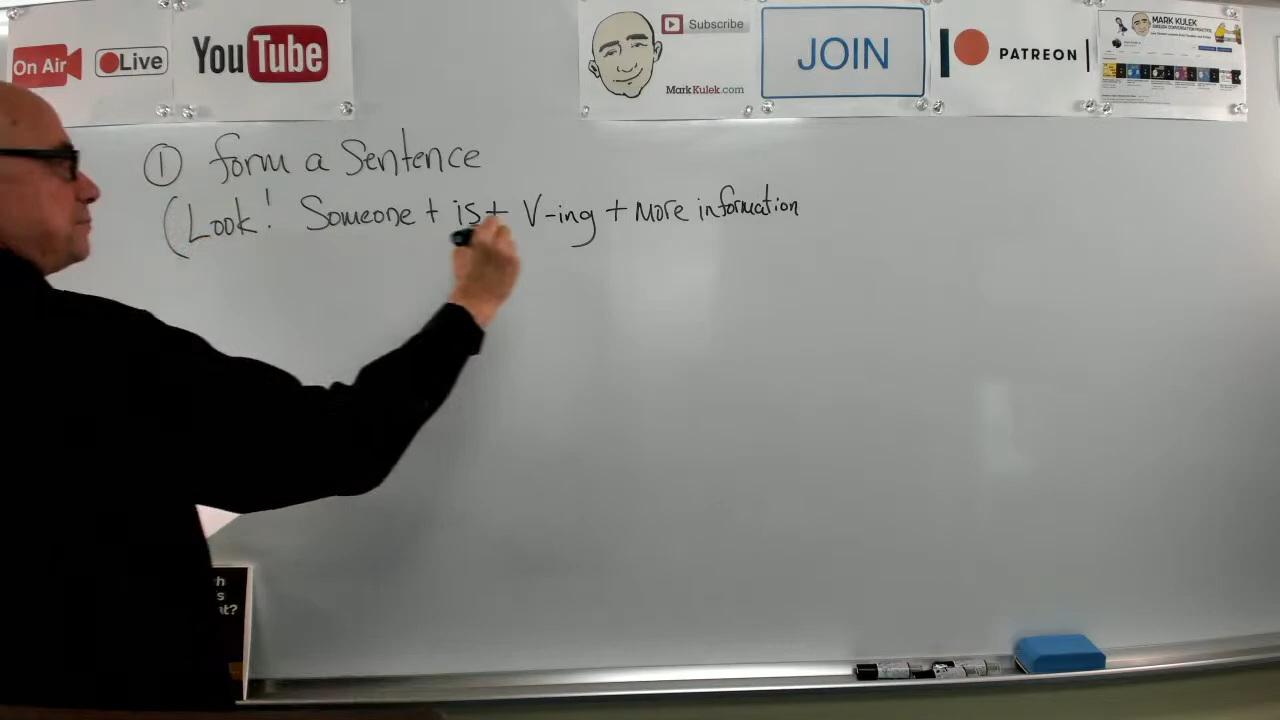 On Air
Live
YouTube
Subscribe
MarkKulek.com
JOIN
PATREON
MARK KULEK
① form a Sentence
(Look! Someone + is + V-ing + More information